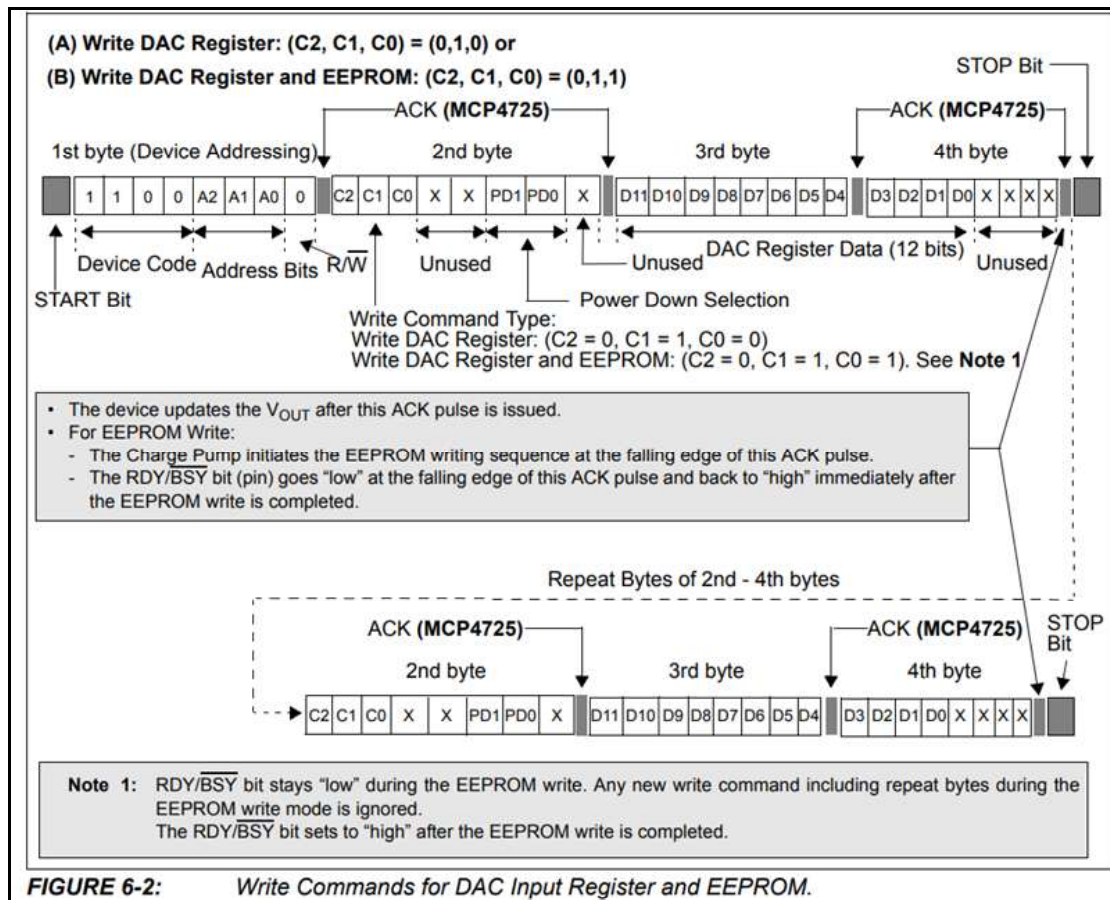 (A) Write DAC Register: (C2, C1, C0) = (0,1,0) or
(B) Write DAC Register and EEPROM: (C2, C1, C0) = (0,1,1)
STOP Bit
ACK (MCP4725)
ACK (MCP4725)
1st byte (Device Addressing)
2nd byte
3rd byte
4th byte
1 1 0 0 A2 A1 A0 0 C2 C1 C0 X X PD1 PD0 X D11 D10 D9 D8 D7 D6 D5 D4 D3 D2 D1 D0 X X X X
Device Code
Address Bits
R/W̅
Unused
Unused
DAC Register Data (12 bits)
Unused
START Bit
Power Down Selection
Write Command Type:
Write DAC Register: (C2 = 0, C1 = 1, C0 = 0)
Write DAC Register and EEPROM: (C2 = 0, C1 = 1, C0 = 1). See Note 1
• The device updates the VOUT after this ACK pulse is issued.
• For EEPROM Write:
- The Charge Pump initiates the EEPROM writing sequence at the falling edge of this ACK pulse.
- The RDY/B̅S̅Y̅ bit (pin) goes “low” at the falling edge of this ACK pulse and back to “high” immediately after
the EEPROM write is completed.
Repeat Bytes of 2nd - 4th bytes
ACK (MCP4725)
ACK (MCP4725)
STOP
Bit
2nd byte
3rd byte
4th byte
C2 C1 C0 X X PD1 PD0 X D11 D10 D9 D8 D7 D6 D5 D4 D3 D2 D1 D0 X X X X
Note 1: RDY/B̅S̅Y̅ bit stays “low” during the EEPROM write. Any new write command including repeat bytes during the
EEPROM write mode is ignored.
The RDY/B̅S̅Y̅ bit sets to “high” after the EEPROM write is completed.
FIGURE 6-2: Write Commands for DAC Input Register and EEPROM.